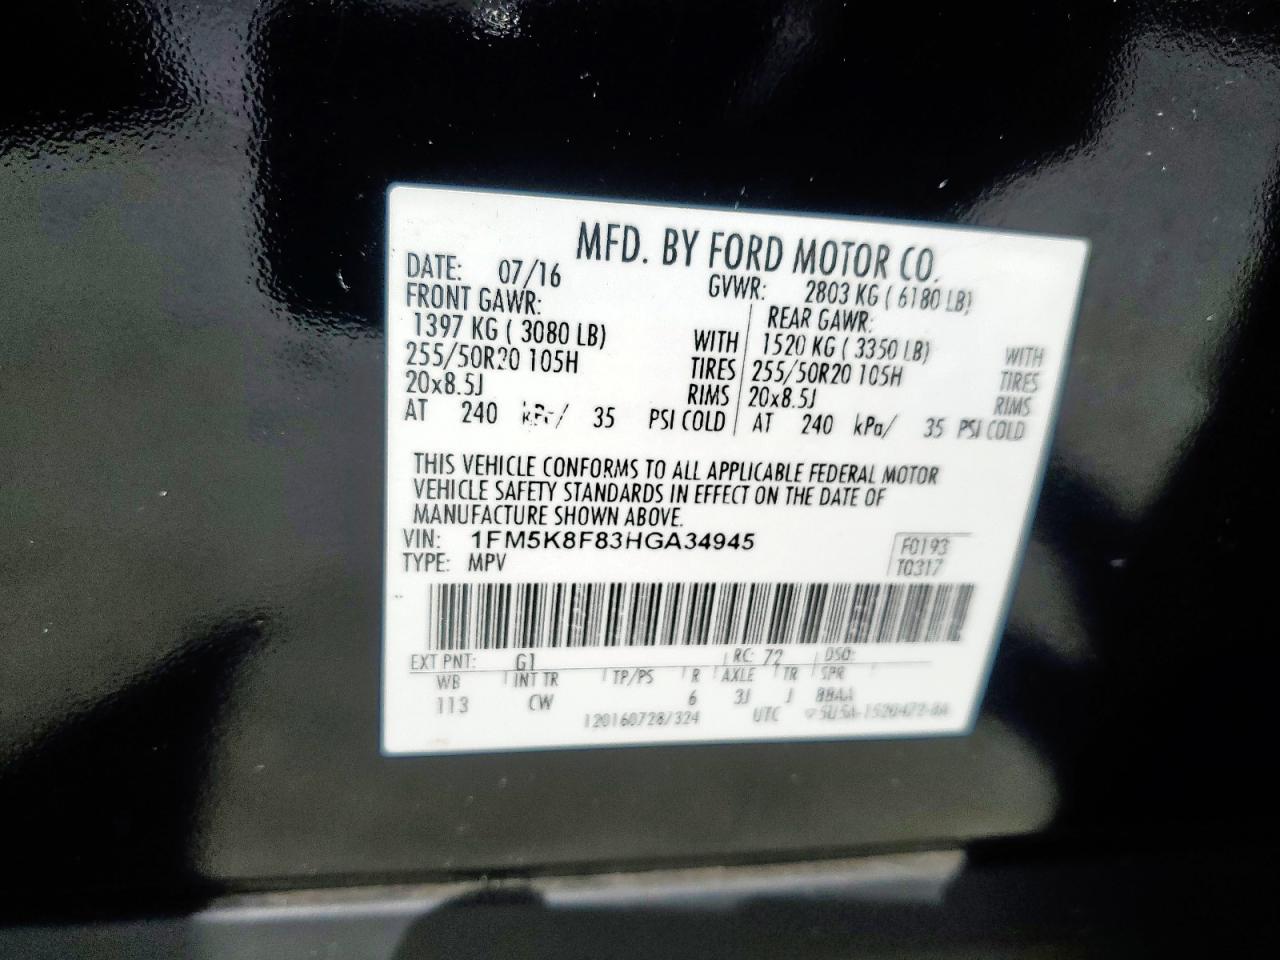 MFD. BY FORD MOTOR CO.
DATE: 07/16 GVWR: 2803 KG ( 6180 LB)
FRONT GAWR: REAR GAWR:
1397 KG ( 3080 LB) WITH 1520 KG ( 3350 LB) WITH
255/50R20 105H TIRES 255/50R20 105H TIRES
20x8.5J RIMS 20x8.5J RIMS
AT 240 kPa/ 35 PSI COLD AT 240 kPa/ 35 PSI COLD
THIS VEHICLE CONFORMS TO ALL APPLICABLE FEDERAL MOTOR
VEHICLE SAFETY STANDARDS IN EFFECT ON THE DATE OF
MANUFACTURE SHOWN ABOVE.
VIN: 1FM5K8F83HGA34945 F0193
TYPE: MPV T0317
EXT PNT: G1 RC: 72 DSO:
WB INT TR TP/PS R AXLE TR SPR
113 CW 6 3J J
120160728/324 UTC